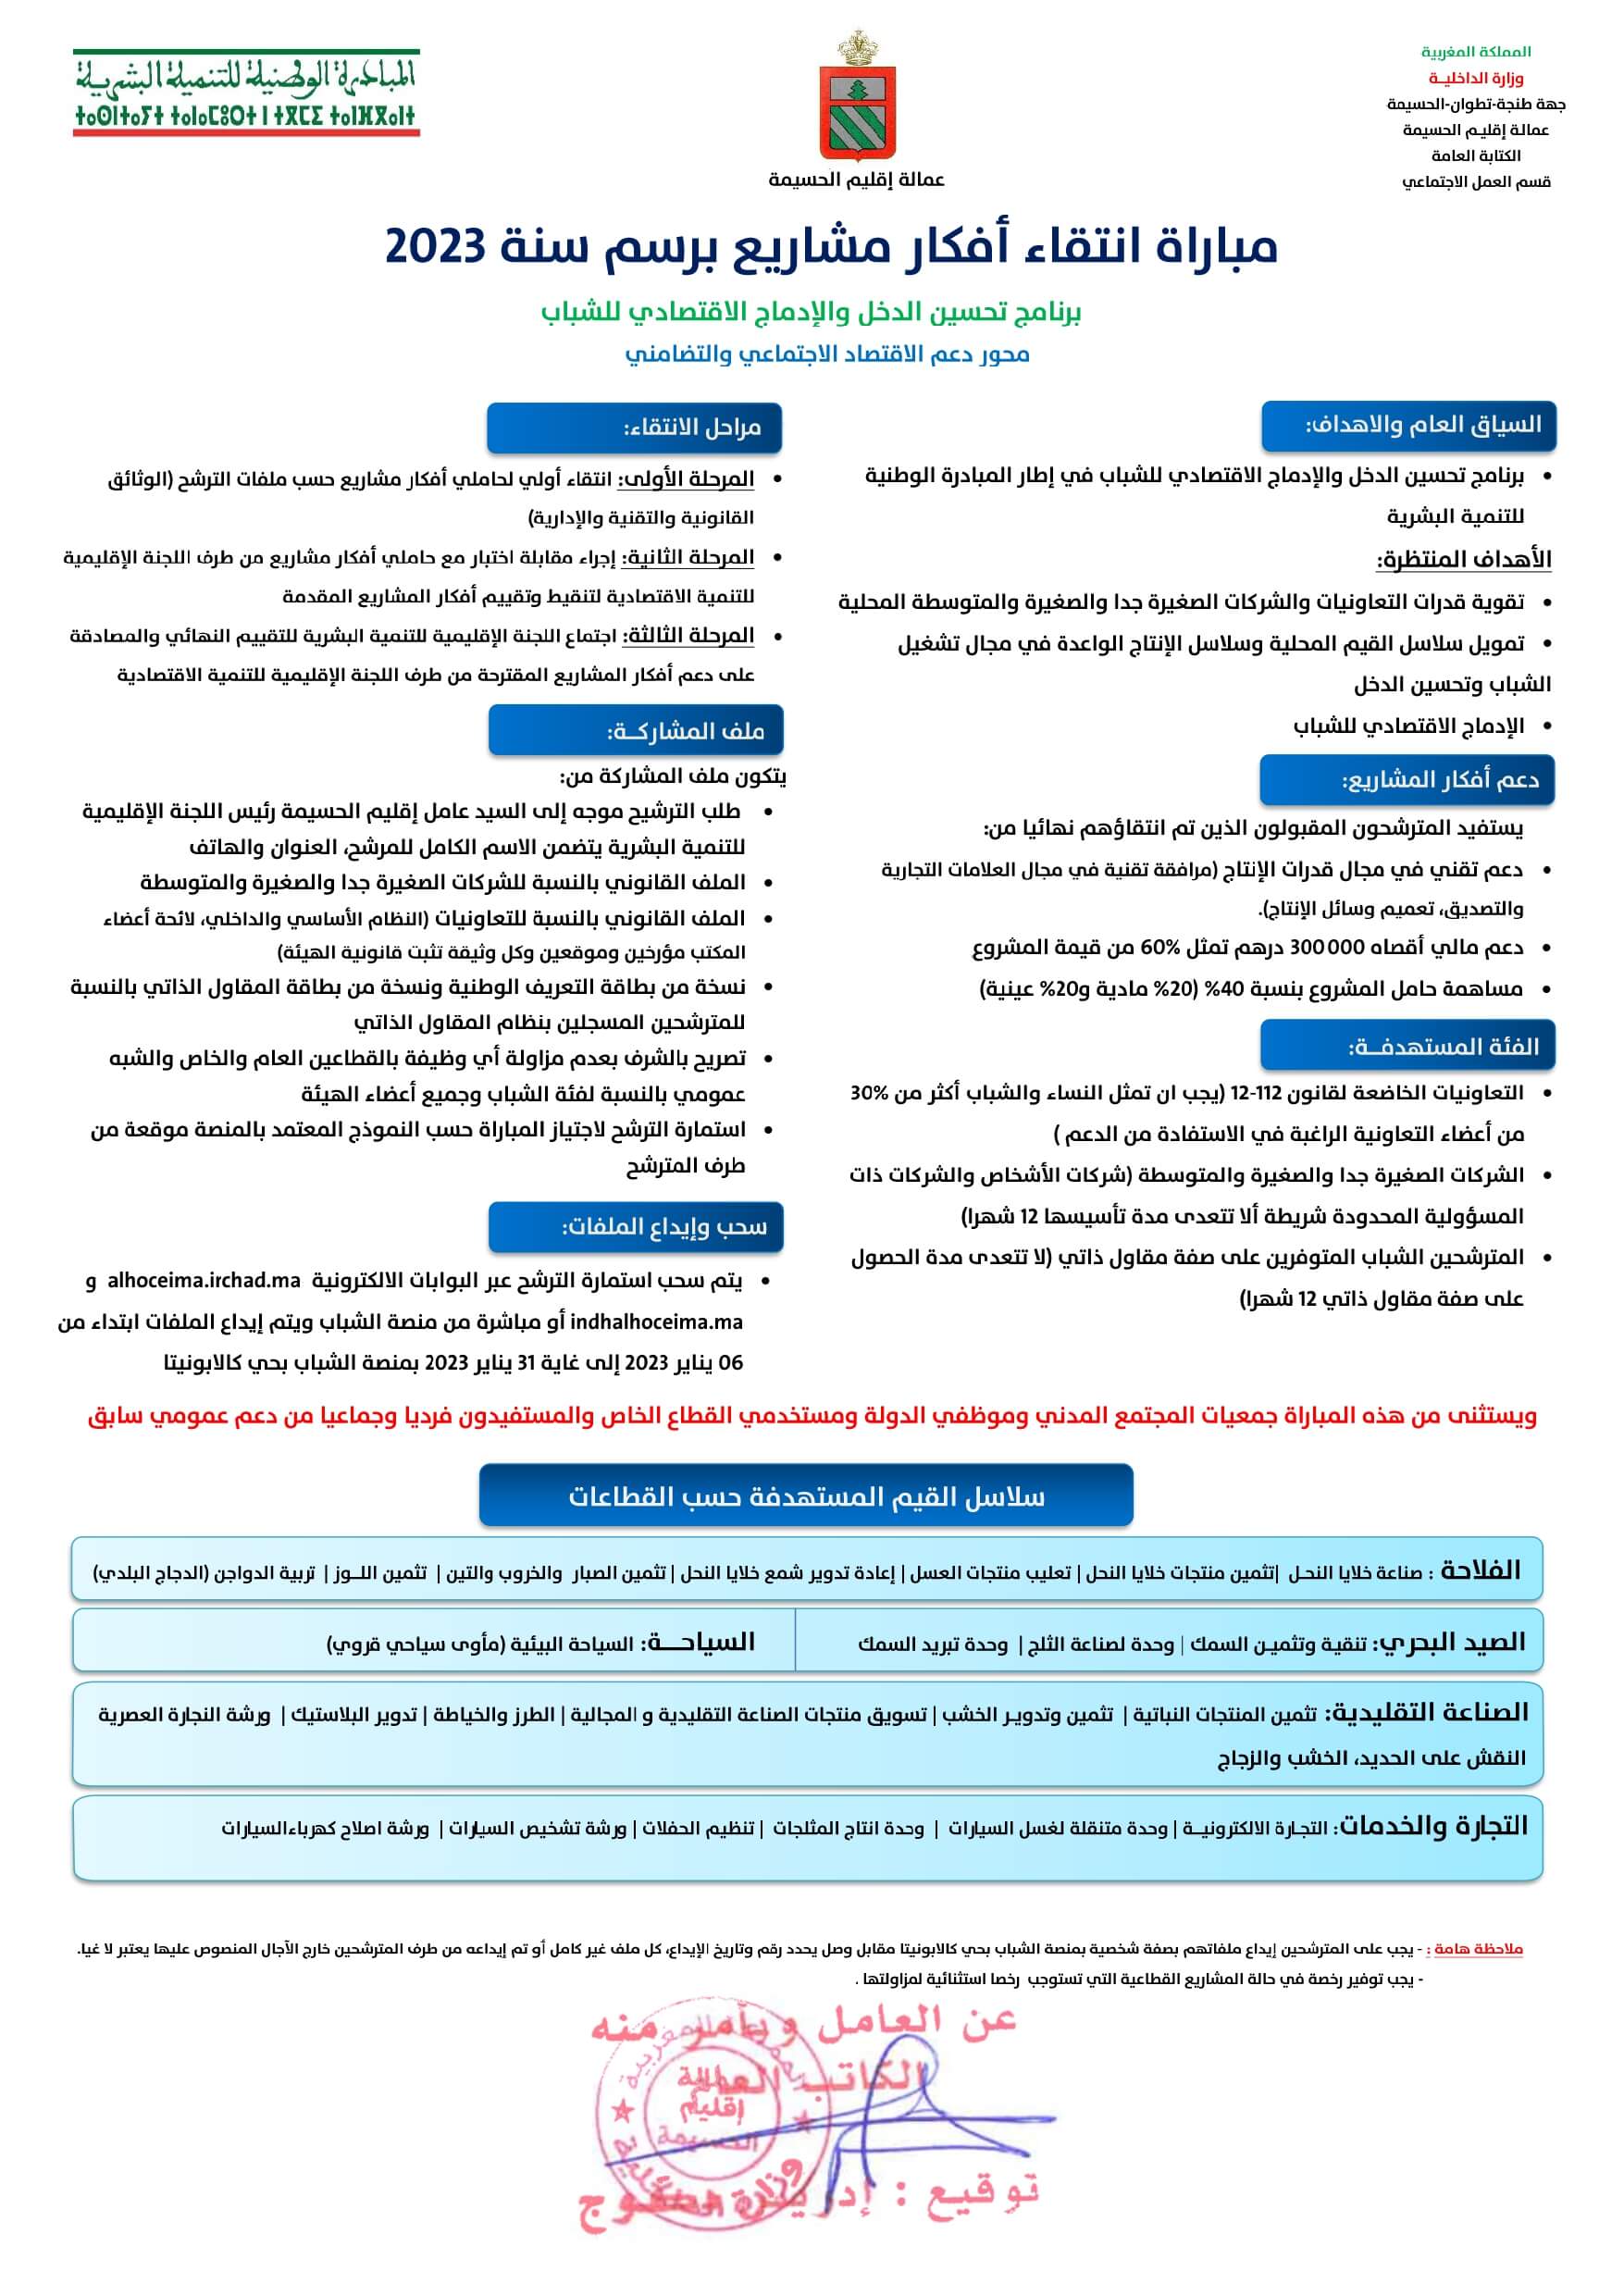 المملكة المغربية
وزارة الداخليــة
جهة طنجة-تطوان-الحسيمة
عمالة إقليم الحسيمة
الكتابة العامة
قسم العمل الاجتماعي
عمالة إقليم الحسيمة
المبادرة الوطنية للتنمية البشرية
مباراة انتقاء أفكار مشاريع برسم سنة 2023
برنامج تحسين الدخل والإدماج الاقتصادي للشباب
محور دعم الاقتصاد الاجتماعي والتضامني
السياق العام والاهداف:
• برنامج تحسين الدخل والإدماج الاقتصادي للشباب في إطار المبادرة الوطنية
للتنمية البشرية
الأهداف المنتظرة:
• تقوية قدرات التعاونيات والشركات الصغيرة جدا والصغيرة والمتوسطة المحلية
• تمويل سلاسل القيم المحلية وسلاسل الإنتاج الواعدة في مجال تشغيل
الشباب وتحسين الدخل
• الإدماج الاقتصادي للشباب
دعم أفكار المشاريع:
يستفيد المترشحون المقبولون الذين تم انتقاؤهم نهائيا من:
• دعم تقني في مجال قدرات الإنتاج (مرافقة تقنية في مجال العلامات التجارية
والتصديق، تعميم وسائل الإنتاج).
• دعم مالي أقصاه 300 000 درهم تمثل 60% من قيمة المشروع
• مساهمة حامل المشروع بنسبة 40% (20% مادية و20% عينية)
الفئة المستهدفــة:
• التعاونيات الخاضعة لقانون 112-12 (يجب ان تمثل النساء والشباب أكثر من 30%
من أعضاء التعاونية الراغبة في الاستفادة من الدعم )
• الشركات الصغيرة جدا والصغيرة والمتوسطة (شركات الأشخاص والشركات ذات
المسؤولية المحدودة شريطة ألا تتعدى مدة تأسيسها 12 شهرا)
• المترشحين الشباب المتوفرين على صفة مقاول ذاتي (لا تتعدى مدة الحصول
على صفة مقاول ذاتي 12 شهرا)
مراحل الانتقاء:
• المرحلة الأولى: انتقاء أولي لحاملي أفكار مشاريع حسب ملفات الترشح (الوثائق
القانونية والتقنية والإدارية)
• المرحلة الثانية: إجراء مقابلة اختبار مع حاملي أفكار مشاريع من طرف اللجنة الإقليمية
للتنمية الاقتصادية لتنقيط وتقييم أفكار المشاريع المقدمة
• المرحلة الثالثة: اجتماع اللجنة الإقليمية للتنمية البشرية للتقييم النهائي والمصادقة
على دعم أفكار المشاريع المقترحة من طرف اللجنة الإقليمية للتنمية الاقتصادية
ملف المشاركــة:
يتكون ملف المشاركة من:
• طلب الترشيح موجه إلى السيد عامل إقليم الحسيمة رئيس اللجنة الإقليمية
للتنمية البشرية يتضمن الاسم الكامل للمرشح، العنوان والهاتف
• الملف القانوني بالنسبة للشركات الصغيرة جدا والصغيرة والمتوسطة
• الملف القانوني بالنسبة للتعاونيات (النظام الأساسي والداخلي، لائحة أعضاء
المكتب مؤرخين وموقعين وكل وثيقة تثبت قانونية الهيئة)
• نسخة من بطاقة التعريف الوطنية ونسخة من بطاقة المقاول الذاتي بالنسبة
للمترشحين المسجلين بنظام المقاول الذاتي
• تصريح بالشرف بعدم مزاولة أي وظيفة بالقطاعين العام والخاص والشبه
عمومي بالنسبة لفئة الشباب وجميع أعضاء الهيئة
• استمارة الترشح لاجتياز المباراة حسب النموذج المعتمد بالمنصة موقعة من
طرف المترشح
سحب وإيداع الملفات:
• يتم سحب استمارة الترشح عبر البوابات الالكترونية alhoceima.irchad.ma و
indhalhoceima.ma أو مباشرة من منصة الشباب ويتم إيداع الملفات ابتداء من
06 يناير 2023 إلى غاية 31 يناير 2023 بمنصة الشباب بحي كالابونيتا
ويستثنى من هذه المباراة جمعيات المجتمع المدني وموظفي الدولة ومستخدمي القطاع الخاص والمستفيدون فرديا وجماعيا من دعم عمومي سابق
سلاسل القيم المستهدفة حسب القطاعات
الفلاحة : صناعة خلايا النحـل |تثمين منتجات خلايا النحل | تعليب منتجات العسل | إعادة تدوير شمع خلايا النحل | تثمين الصبار والخروب والتين | تثمين اللــوز | تربية الدواجن (الدجاج البلدي)
الصيد البحري: تنقية وتثميـن السمك | وحدة لصناعة الثلج | وحدة تبريد السمك
السياحـــة: السياحة البيئية (مأوى سياحي قروي)
الصناعة التقليدية: تثمين المنتجات النباتية | تثمين وتدويـر الخشب | تسويق منتجات الصناعة التقليدية و المجالية | الطرز والخياطة | تدوير البلاستيك | ورشة النجارة العصرية
النقش على الحديد، الخشب والزجاج
التجارة والخدمات: التجـارة الالكترونيــة | وحدة متنقلة لغسل السيارات | وحدة انتاج المثلجات | تنظيم الحفلات | ورشة تشخيص السيارات | ورشة اصلاح كهرباءالسيارات
ملاحظة هامة : - يجب على المترشحين إيداع ملفاتهم بصفة شخصية بمنصة الشباب بحي كالابونيتا مقابل وصل يحدد رقم وتاريخ الإيداع، كل ملف غير كامل أو تم إيداعه من طرف المترشحين خارج الآجال المنصوص عليها يعتبر لا غيا.
- يجب توفير رخصة في حالة المشاريع القطاعية التي تستوجب رخصا استثنائية لمزاولتها .
عن العامل وبأمر منه
الكاتب العام
عمالة
إقليم
الحسيمة
توقيع :